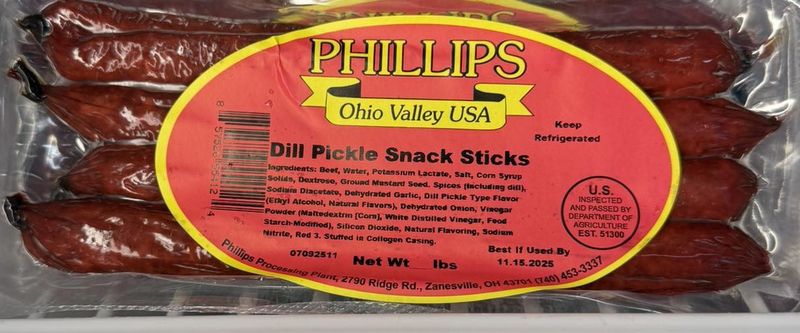 PHILLIPS
Ohio Valley USA
Keep
Refrigerated
Dill Pickle Snack Sticks
Ingredients: Beef, Water, Potassium Lactate, Salt, Corn Syrup
Solids, Dextrose, Ground Mustard Seed, Spices (including dill),
Sodium Diacetate, Dehydrated Garlic, Dill Pickle Type Flavor
(Ethyl Alcohol, Natural Flavors), Dehydrated Onion, Vinegar
Powder (Maltodextrin [Corn], White Distilled Vinegar, Food
Starch-Modified), Silicon Dioxide, Natural Flavoring, Sodium
Nitrite, Red 3. Stuffed in Collogen Casing.
U.S.
INSPECTED
AND PASSED BY
DEPARTMENT OF
AGRICULTURE
EST. 51300
07092511
Net Wt lbs
Best If Used By
11.15.2025
Phillips Processing Plant, 2790 Ridge Rd., Zanesville, OH 43701 (740) 453-3337